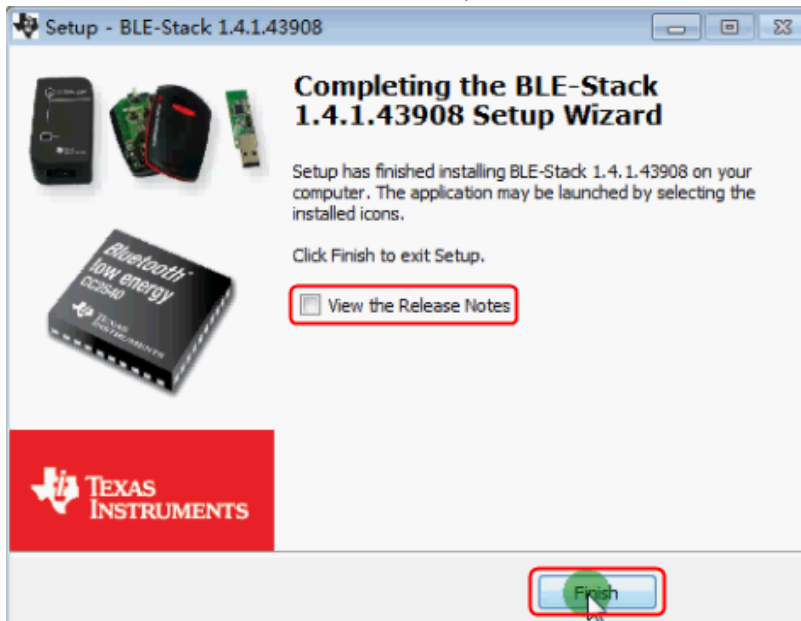 Setup - BLE-Stack 1.4.1.43908
Completing the BLE-Stack
1.4.1.43908 Setup Wizard
Setup has finished installing BLE-Stack 1.4.1.43908 on your
computer. The application may be launched by selecting the
installed icons.
Click Finish to exit Setup.
View the Release Notes
Bluetooth
low energy
CC2540
TEXAS
INSTRUMENTS
TEXAS
INSTRUMENTS
Finish